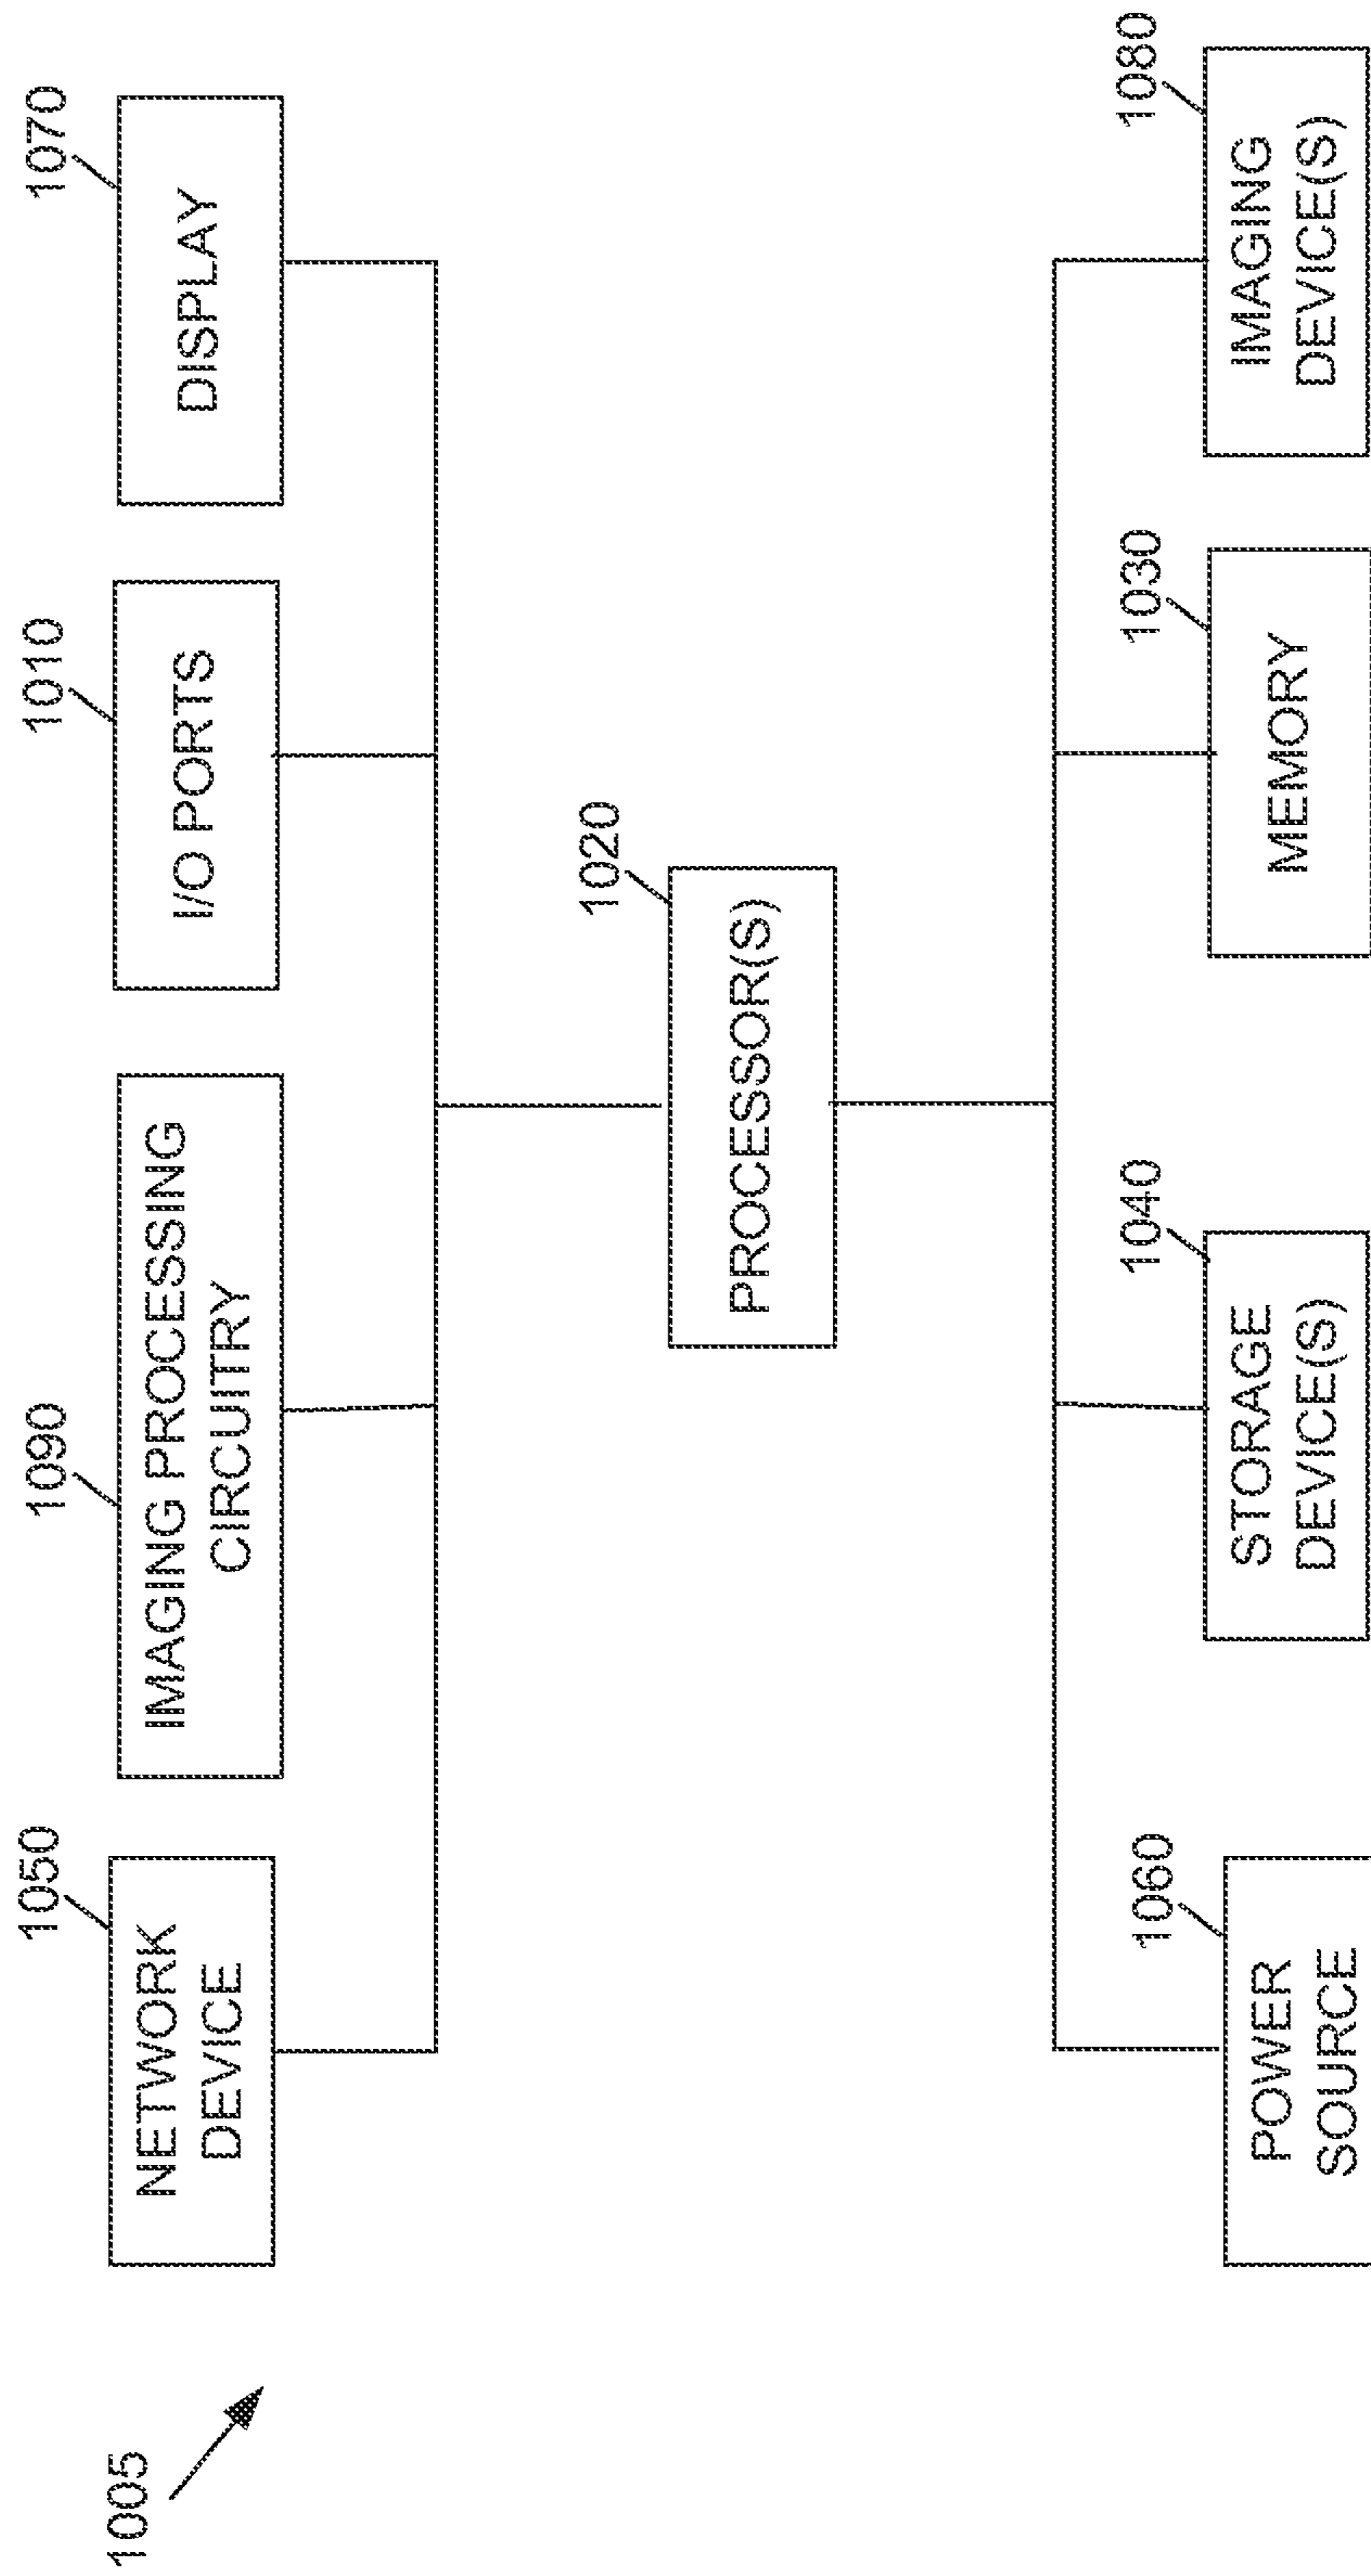 1005
1050
NETWORK
DEVICE
1090
IMAGING PROCESSING
CIRCUITRY
1010
I/O PORTS
1070
DISPLAY
1020
PROCESSOR(S)
1060
POWER
SOURCE
1040
STORAGE
DEVICE(S)
1030
MEMORY
1080
IMAGING
DEVICE(S)